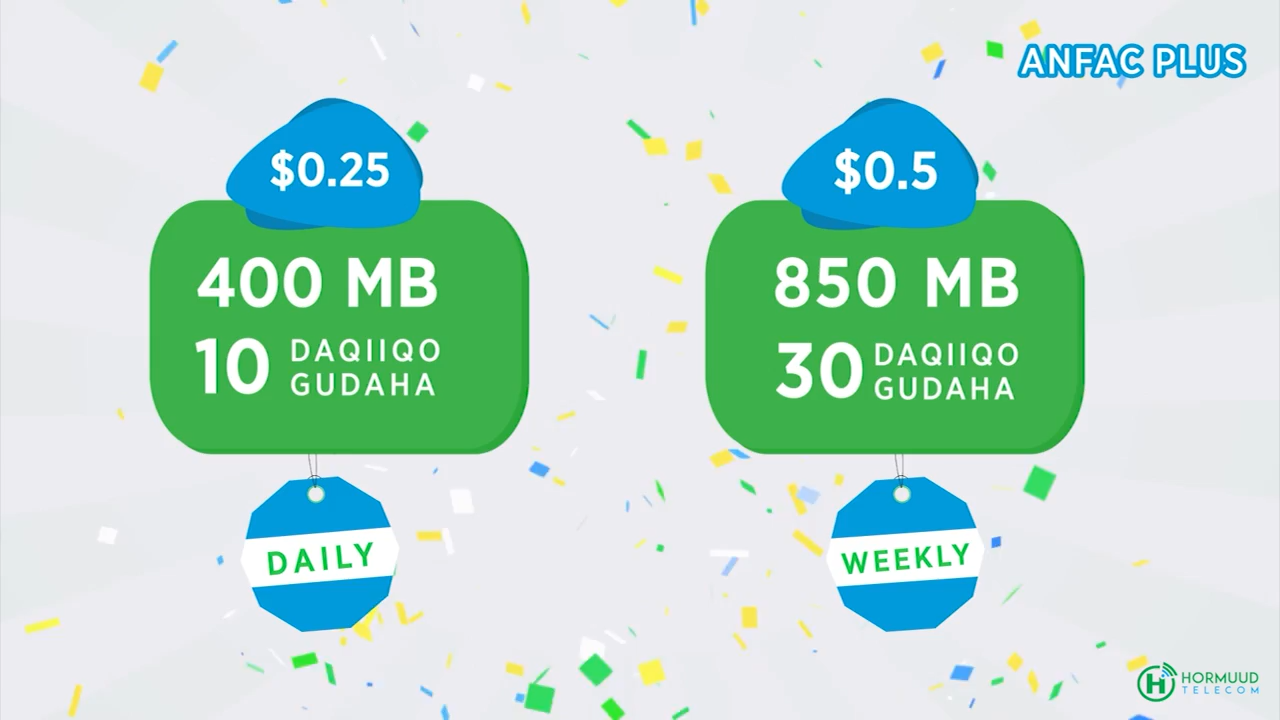 ANFAC PLUS
$0.25
400 MB
10 DAQIIQO
GUDAHA
DAILY
$0.5
850 MB
30 DAQIIQO
GUDAHA
WEEKLY
HORMUUD
TELECOM